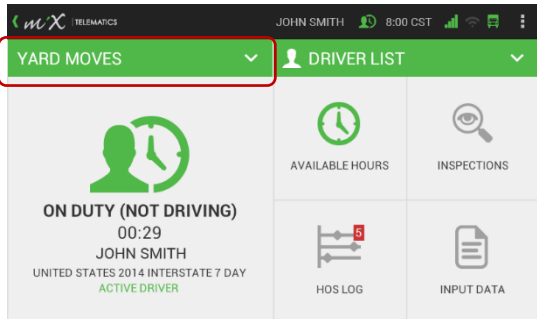 miX TELEMATICS
JOHN SMITH 8:00 CST
YARD MOVES
DRIVER LIST
AVAILABLE HOURS
INSPECTIONS
ON DUTY (NOT DRIVING)
00:29
JOHN SMITH
UNITED STATES 2014 INTERSTATE 7 DAY
ACTIVE DRIVER
5
HOS LOG
INPUT DATA